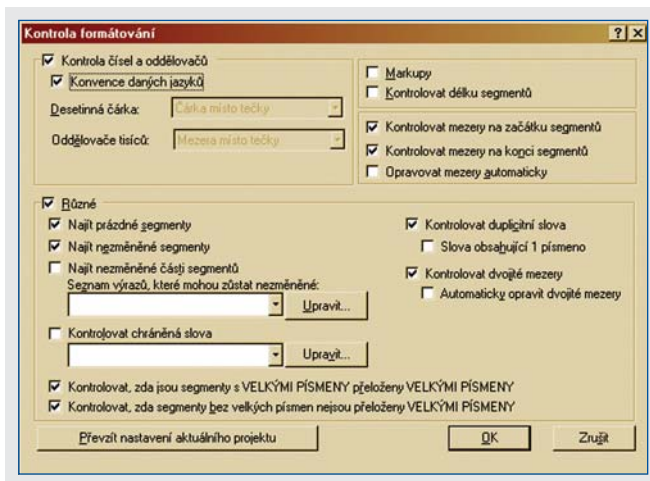 Kontrola formátování
Kontrola čísel a oddělovačů
Konvence daných jazyků
Desetinná čárka:
Čárka místo tečky
Oddělovače tisíců:
Mezera místo tečky
Markupy
Kontrolovat délku segmentů
Kontrolovat mezery na začátku segmentů
Kontrolovat mezery na konci segmentů
Opravovat mezery automaticky
Různé
Najít prázdné segmenty
Najít nezměněné segmenty
Najít nezměněné části segmentů
Seznam výrazů, které mohou zůstat nezměněné:
Upravit...
Kontrolovat chráněná slova
Upravit...
Kontrolovat duplicitní slova
Slova obsahující 1 písmeno
Kontrolovat dvojité mezery
Automaticky opravit dvojité mezery
Kontrolovat, zda jsou segmenty s VELKÝMI PÍSMENY přeloženy VELKÝMI PÍSMENY
Kontrolovat, zda segmenty bez velkých písmen nejsou přeloženy VELKÝMI PÍSMENY
Převzít nastavení aktuálního projektu
OK
Zrušit